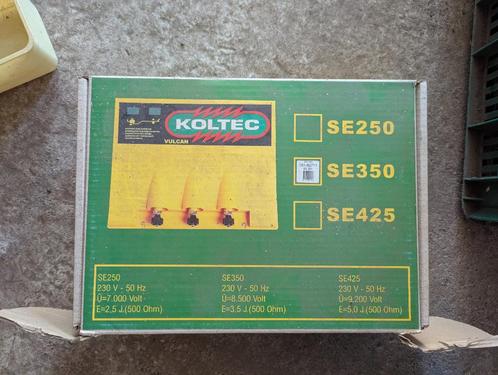 KOLTEC
VULCAN
SE250
SE350
SE425
SE250
230 V - 50 Hz
Û=7.000 Volt
E=2,5 J.(500 Ohm)
SE350
230 V - 50 Hz
Û=8.500 Volt
E=3.5 J.(500 Ohm)
SE425
230 V - 50 Hz
Û=9,200 Volt
E=5,0 J.(500 Ohm)